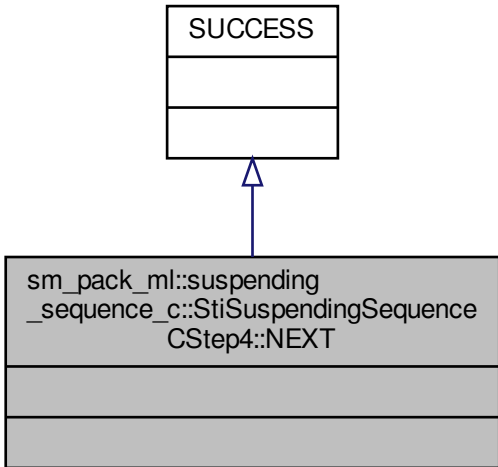 SUCCESS
sm_pack_ml::suspending
_sequence_c::StiSuspendingSequence
CStep4::NEXT